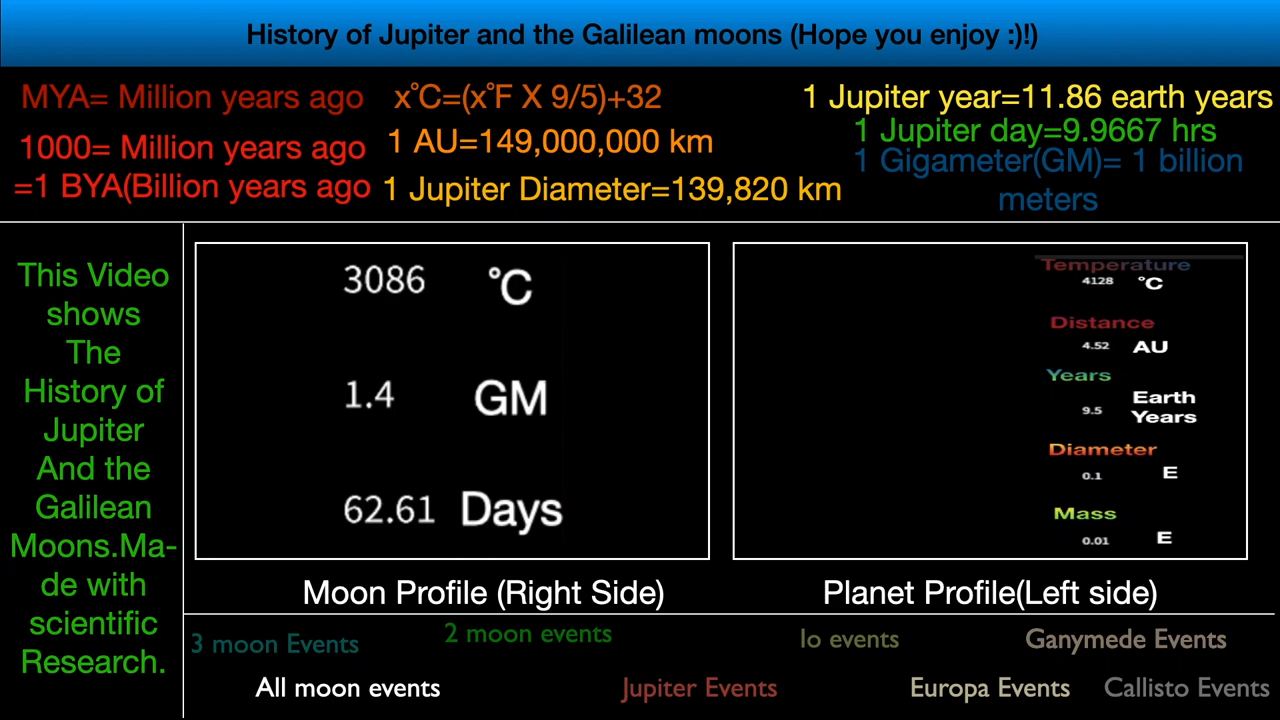 History of Jupiter and the Galilean moons (Hope you enjoy :)!)
MYA= Million years ago
1000= Million years ago
=1 BYA(Billion years ago
x°C=(x°F X 9/5)+32
1 AU=149,000,000 km
1 Jupiter Diameter=139,820 km
1 Jupiter year=11.86 earth years
1 Jupiter day=9.9667 hrs
1 Gigameter(GM)= 1 billion
meters
This Video
shows
The
History of
Jupiter
And the
Galilean
Moons.Ma-
de with
scientific
Research.
3086 °C
1.4 GM
62.61 Days
Moon Profile (Right Side)
Temperature
4128 °C
Distance
4.52 AU
Years
9.5 Earth
Years
Diameter
0.1 E
Mass
0.01 E
Planet Profile(Left side)
3 moon Events
2 moon events
Io events
Ganymede Events
All moon events
Jupiter Events
Europa Events
Callisto Events